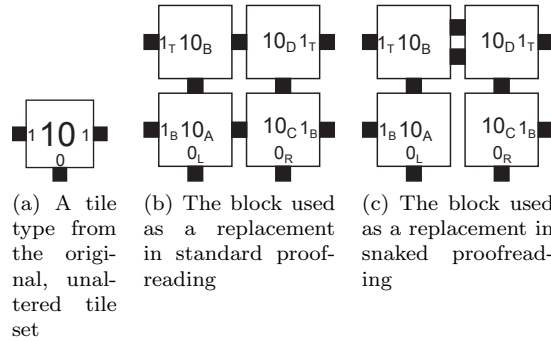 1 10 1
0
1T 10B 10D 1T
1B 10A 10C 1B
0L 0R
1T 10B 10D 1T
1B 10A 10C 1B
0L 0R
(a) A tile
type from
the origi-
nal, unal-
tered tile
set
(b) The block used
as a replacement
in standard proof-
reading
(c) The block used
as a replacement in
snaked proofread-
ing